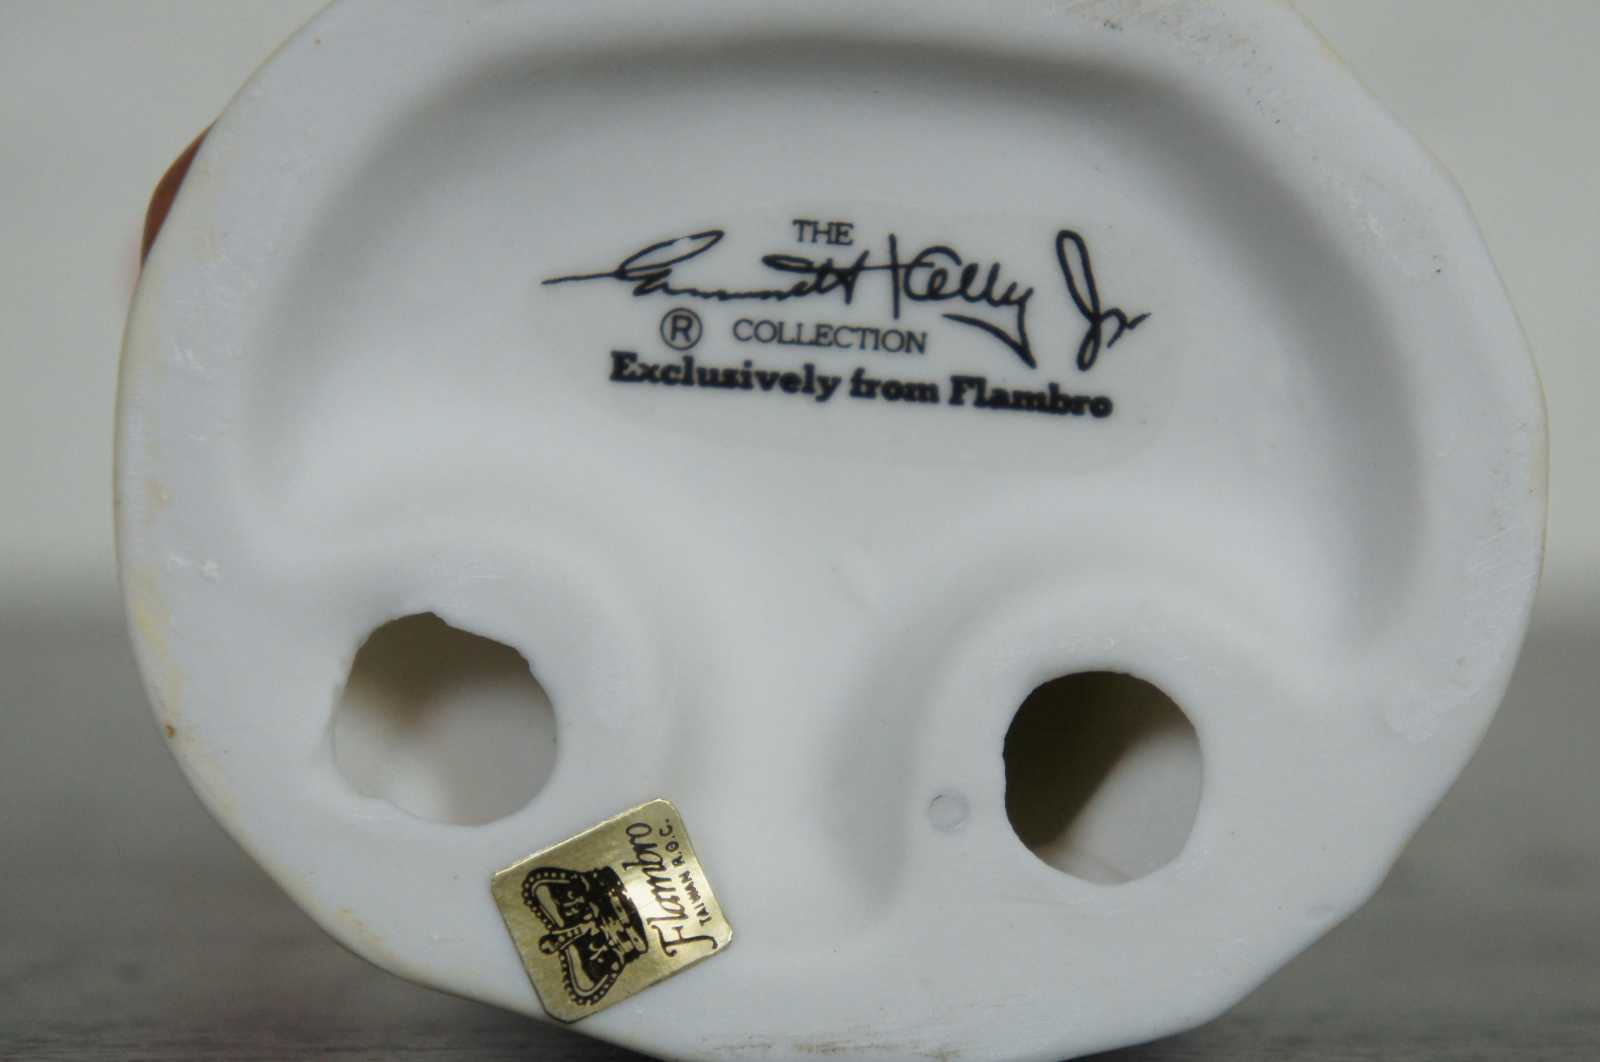 THE
Emmett Kelly Jr
® COLLECTION
Exclusively from Flambro
Flambro
TAIWAN R.O.C.